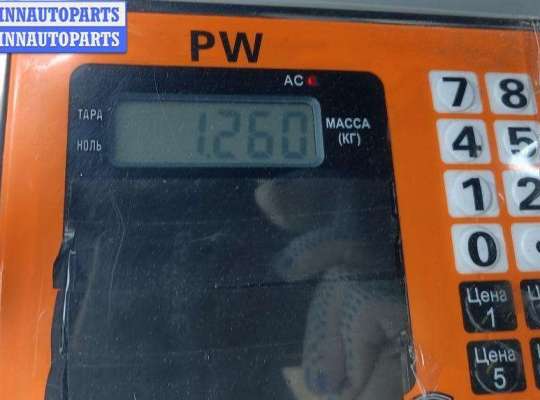 INNAUTOPARTS
INNAUTOPARTS
PW
AC
ТАРА
НОЛЬ
1.260
МАССА
(КГ)
7 8
4 5
1 2
0
Цена
1
Цена
5